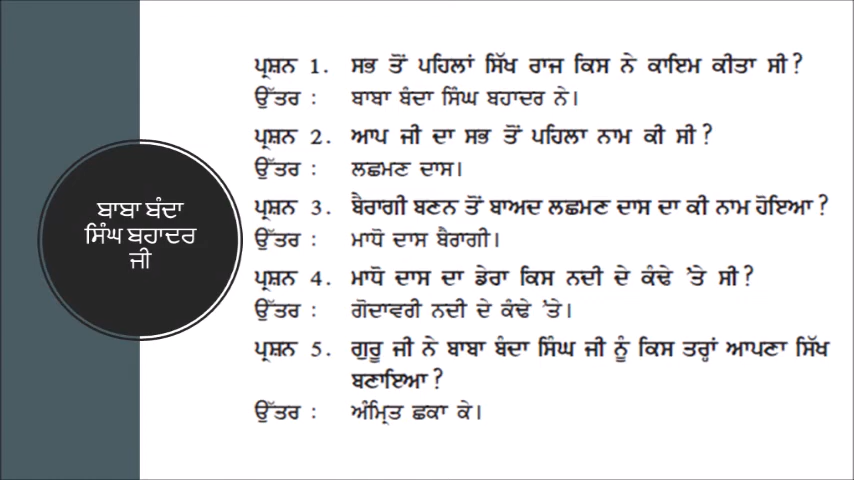 ਬਾਬਾ ਬੰਦਾ
ਸਿੰਘ ਬਹਾਦਰ
ਜੀ
ਪ੍ਰਸ਼ਨ 1. ਸਭ ਤੋਂ ਪਹਿਲਾਂ ਸਿੱਖ ਰਾਜ ਕਿਸ ਨੇ ਕਾਇਮ ਕੀਤਾ ਸੀ ?
ਉੱਤਰ : ਬਾਬਾ ਬੰਦਾ ਸਿੰਘ ਬਹਾਦਰ ਨੇ।
ਪ੍ਰਸ਼ਨ 2. ਆਪ ਜੀ ਦਾ ਸਭ ਤੋਂ ਪਹਿਲਾ ਨਾਮ ਕੀ ਸੀ ?
ਉੱਤਰ : ਲਛਮਣ ਦਾਸ।
ਪ੍ਰਸ਼ਨ 3. ਬੈਰਾਗੀ ਬਣਨ ਤੋਂ ਬਾਅਦ ਲਛਮਣ ਦਾਸ ਦਾ ਕੀ ਨਾਮ ਹੋਇਆ ?
ਉੱਤਰ : ਮਾਧੋ ਦਾਸ ਬੈਰਾਗੀ।
ਪ੍ਰਸ਼ਨ 4. ਮਾਧੋ ਦਾਸ ਦਾ ਡੇਰਾ ਕਿਸ ਨਦੀ ਦੇ ਕੰਢੇ 'ਤੇ ਸੀ ?
ਉੱਤਰ : ਗੋਦਾਵਰੀ ਨਦੀ ਦੇ ਕੰਢੇ 'ਤੇ।
ਪ੍ਰਸ਼ਨ 5. ਗੁਰੂ ਜੀ ਨੇ ਬਾਬਾ ਬੰਦਾ ਸਿੰਘ ਜੀ ਨੂੰ ਕਿਸ ਤਰ੍ਹਾਂ ਆਪਣਾ ਸਿੱਖ
ਬਣਾਇਆ ?
ਉੱਤਰ : ਅੰਮ੍ਰਿਤ ਛਕਾ ਕੇ।